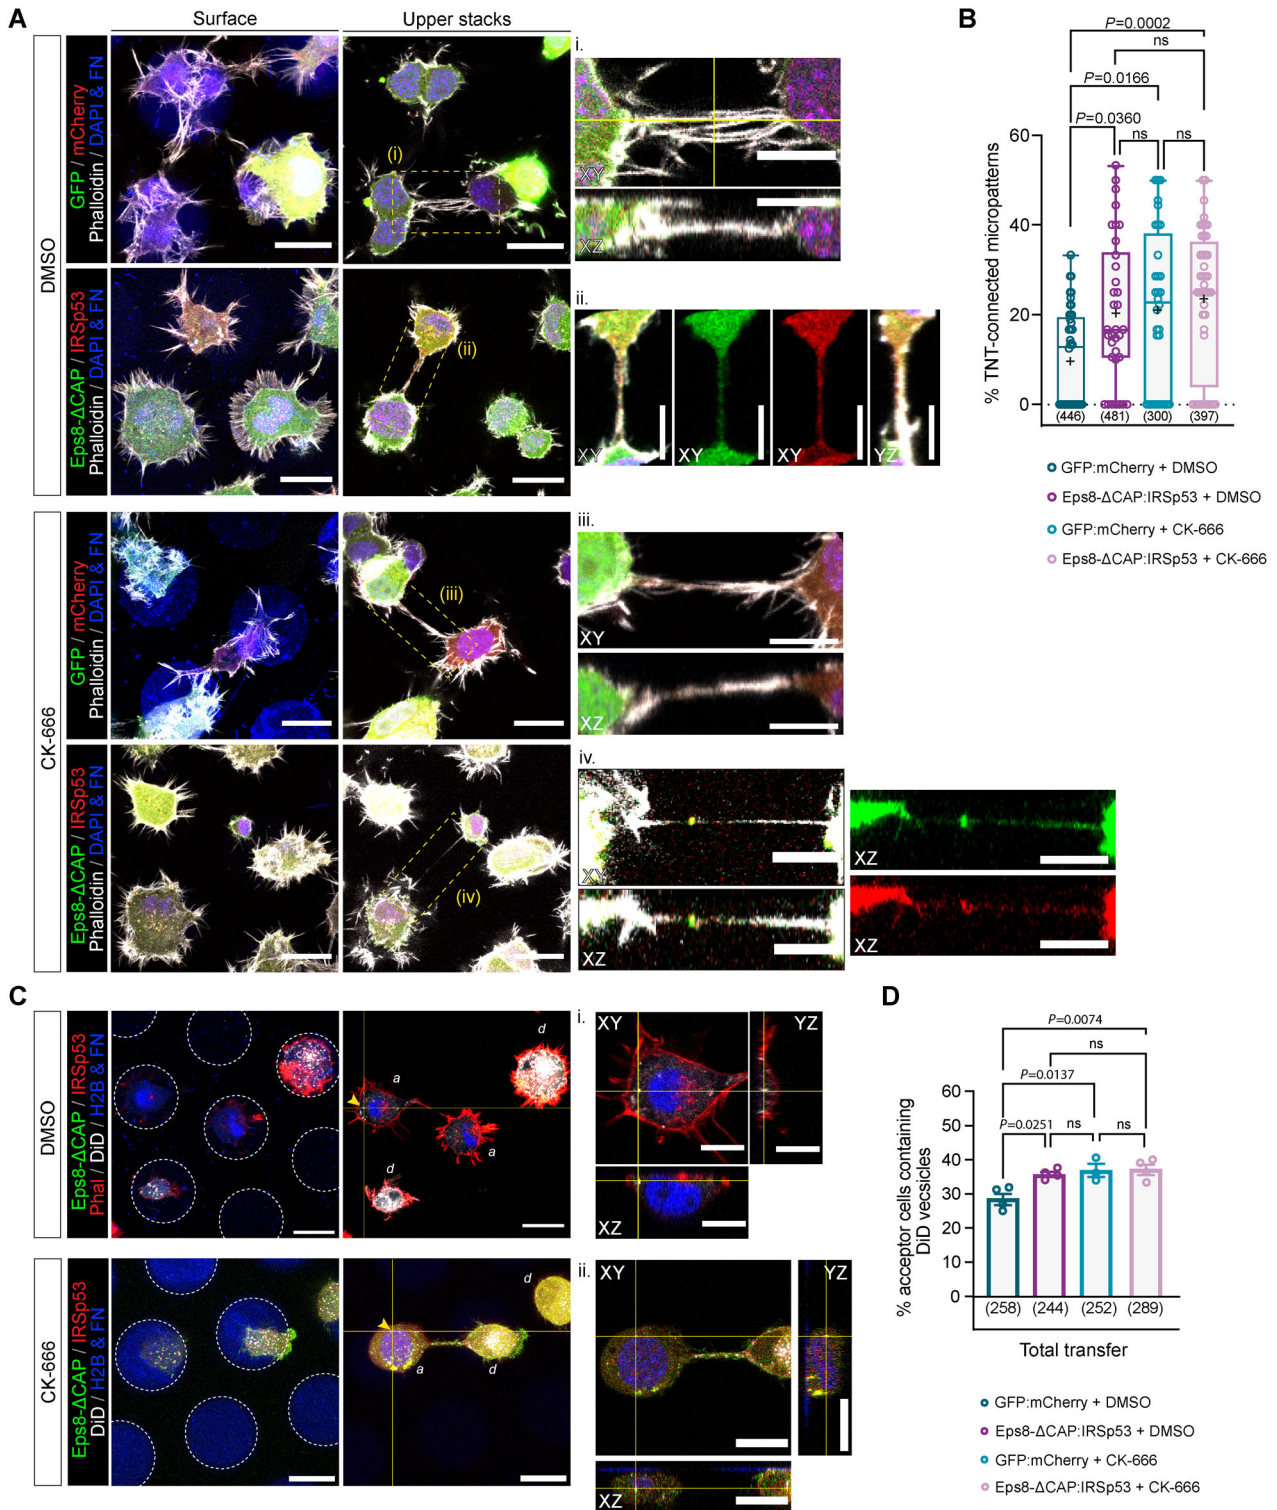 A
Surface
Upper stacks
DMSO
GFP / mCherry
Phalloidin / DAPI & FN
(i)
i.
XY
XZ
Eps8-ΔCAP / IRSp53
Phalloidin / DAPI & FN
(ii)
ii.
XY
XY
XY
YZ
CK-666
GFP / mCherry
Phalloidin / DAPI & FN
(iii)
iii.
XY
XZ
Eps8-ΔCAP / IRSp53
Phalloidin / DAPI & FN
(iv)
iv.
XY
XZ
XZ
XZ
B
P=0.0002
ns
P=0.0166
P=0.0360
ns
ns
% TNT-connected micropatterns
60
40
20
0
(446)
(481)
(300)
(397)
GFP:mCherry + DMSO
Eps8-ΔCAP:IRSp53 + DMSO
GFP:mCherry + CK-666
Eps8-ΔCAP:IRSp53 + CK-666
C
DMSO
Eps8-ΔCAP / IRSp53
Phal / DiD / H2B & FN
d
a
a
d
i.
XY
YZ
XZ
CK-666
Eps8-ΔCAP / IRSp53
DiD / H2B & FN
d
a
d
ii.
XY
YZ
XZ
D
P=0.0074
ns
P=0.0137
P=0.0251
ns
ns
% acceptor cells containing
DiD vecsicles
60
50
40
30
20
10
0
(258)
(244)
(252)
(289)
Total transfer
GFP:mCherry + DMSO
Eps8-ΔCAP:IRSp53 + DMSO
GFP:mCherry + CK-666
Eps8-ΔCAP:IRSp53 + CK-666